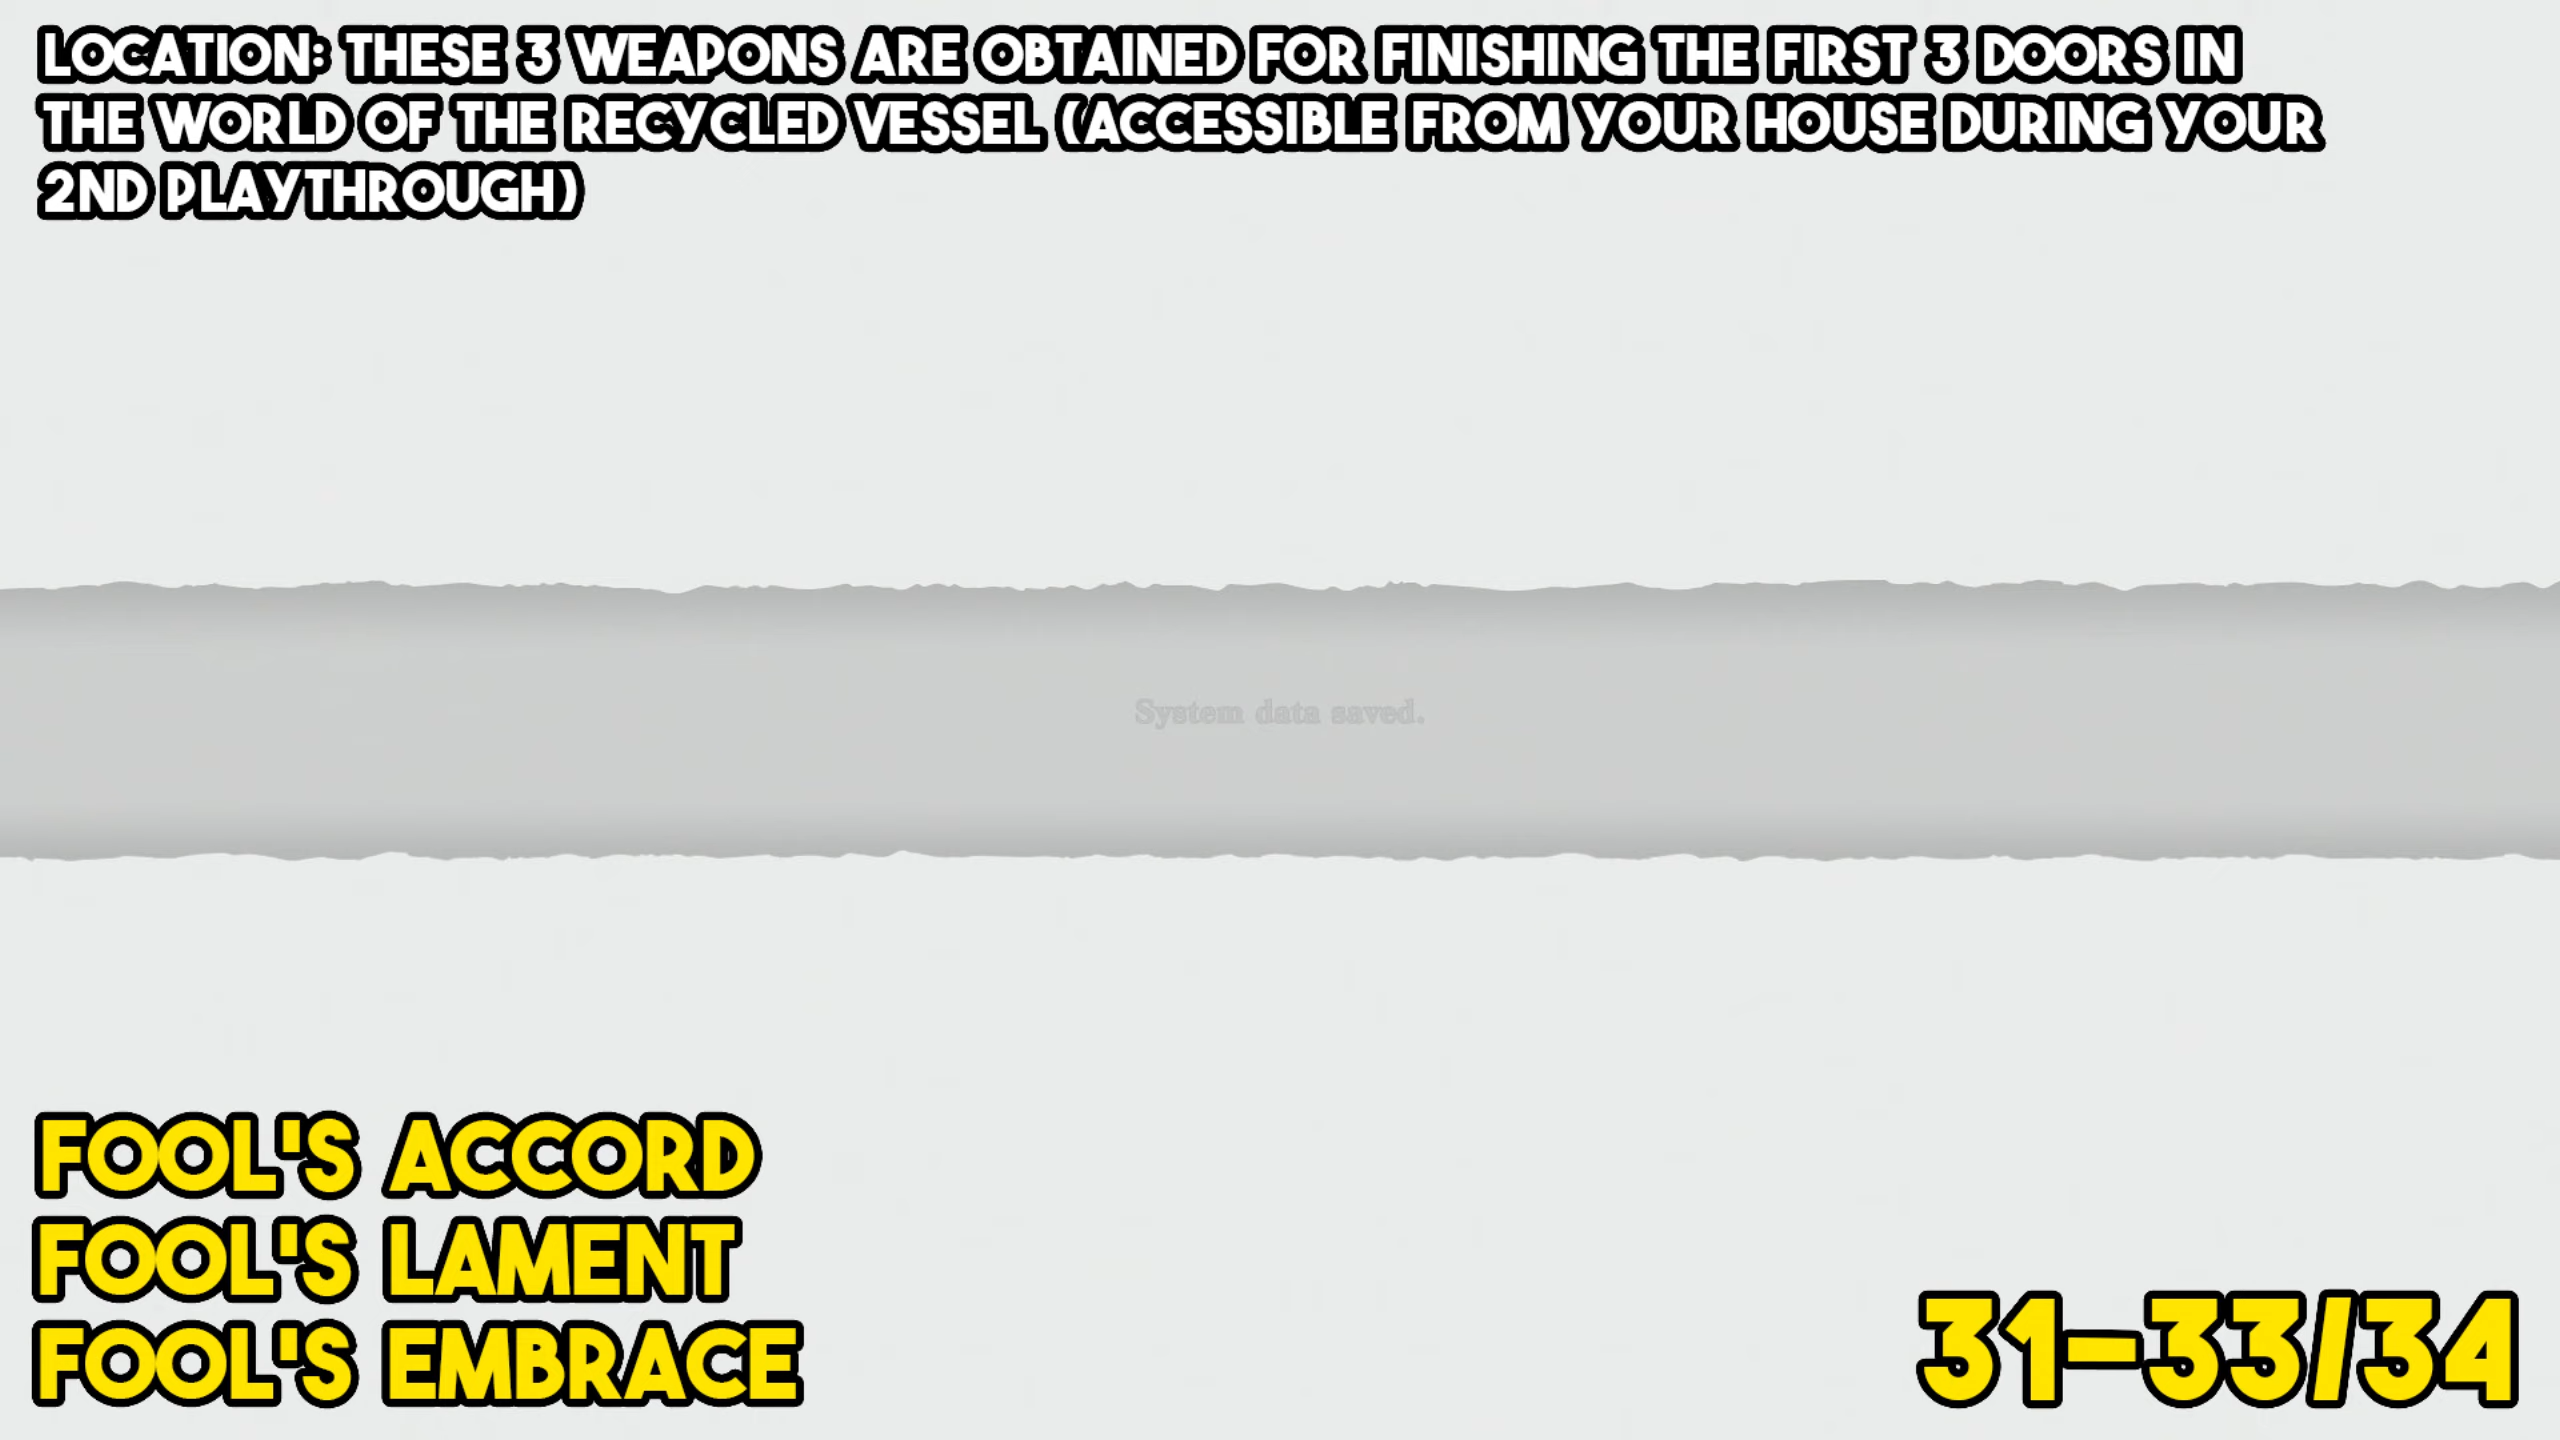 LOCATION: THESE 3 WEAPONS ARE OBTAINED FOR FINISHING THE FIRST 3 DOORS IN
THE WORLD OF THE RECYCLED VESSEL (ACCESSIBLE FROM YOUR HOUSE DURING YOUR
2ND PLAYTHROUGH)
System data saved.
FOOL'S ACCORD
FOOL'S LAMENT
FOOL'S EMBRACE
31-33/34